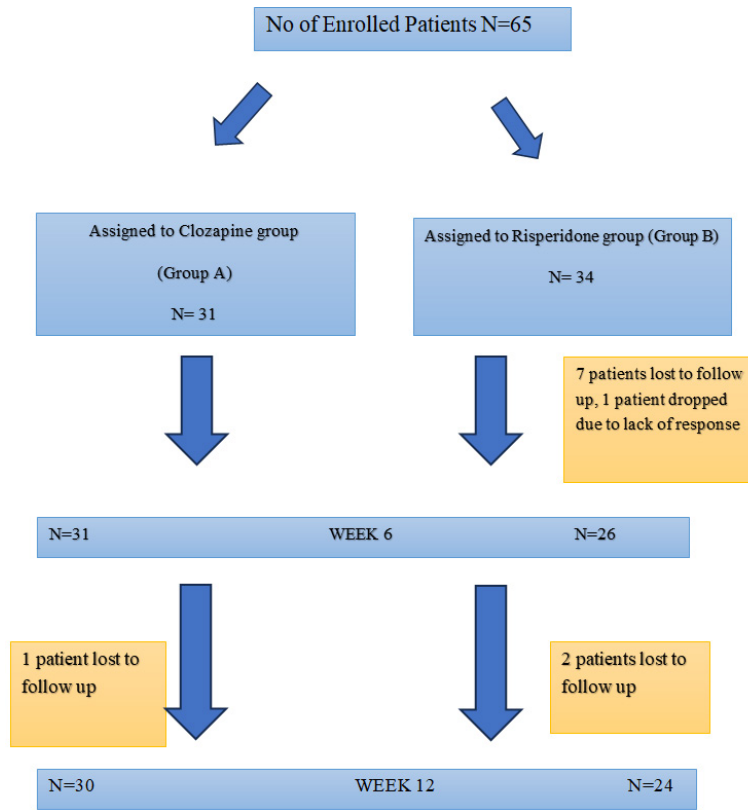 No of Enrolled Patients N=65
Assigned to Clozapine group
(Group A)
N= 31
Assigned to Risperidone group (Group B)
N= 34
7 patients lost to follow
up, 1 patient dropped
due to lack of response
N=31 WEEK 6 N=26
1 patient lost to
follow up
2 patients lost to
follow up
N=30 WEEK 12 N=24